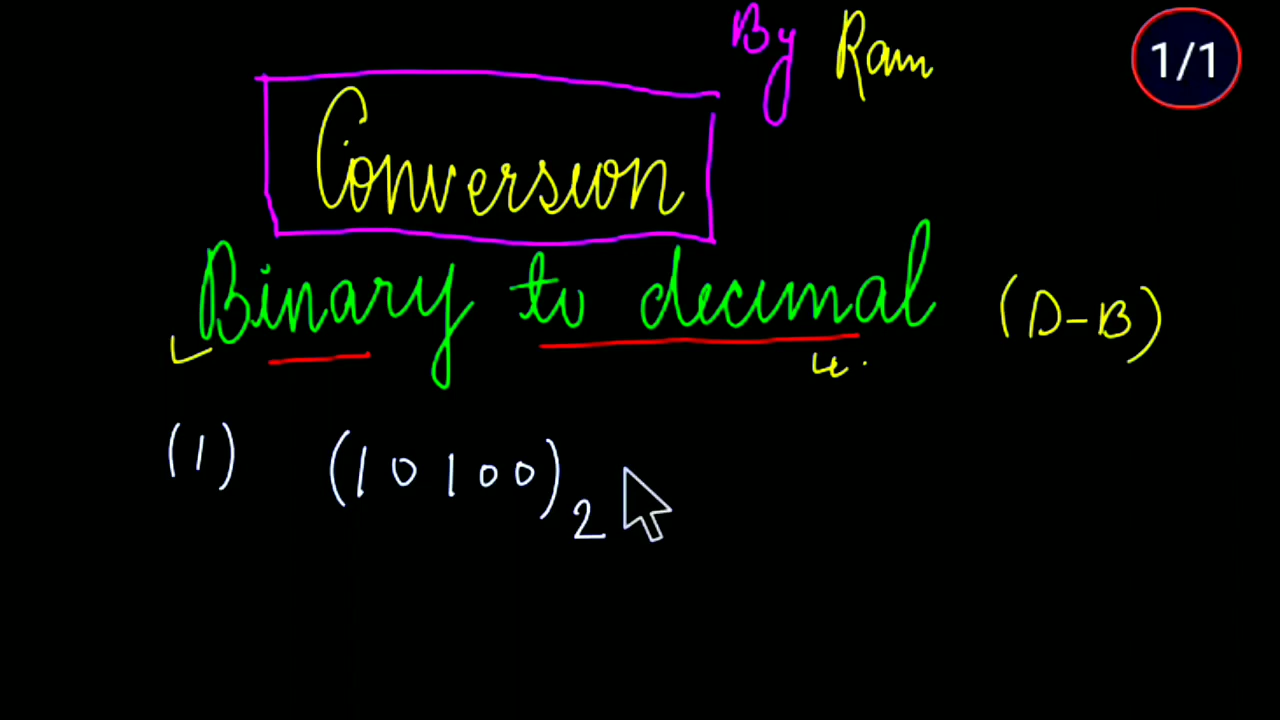 By Ram
1/1
Conversion
Binary to decimal (D-B)
(1) (10100)2